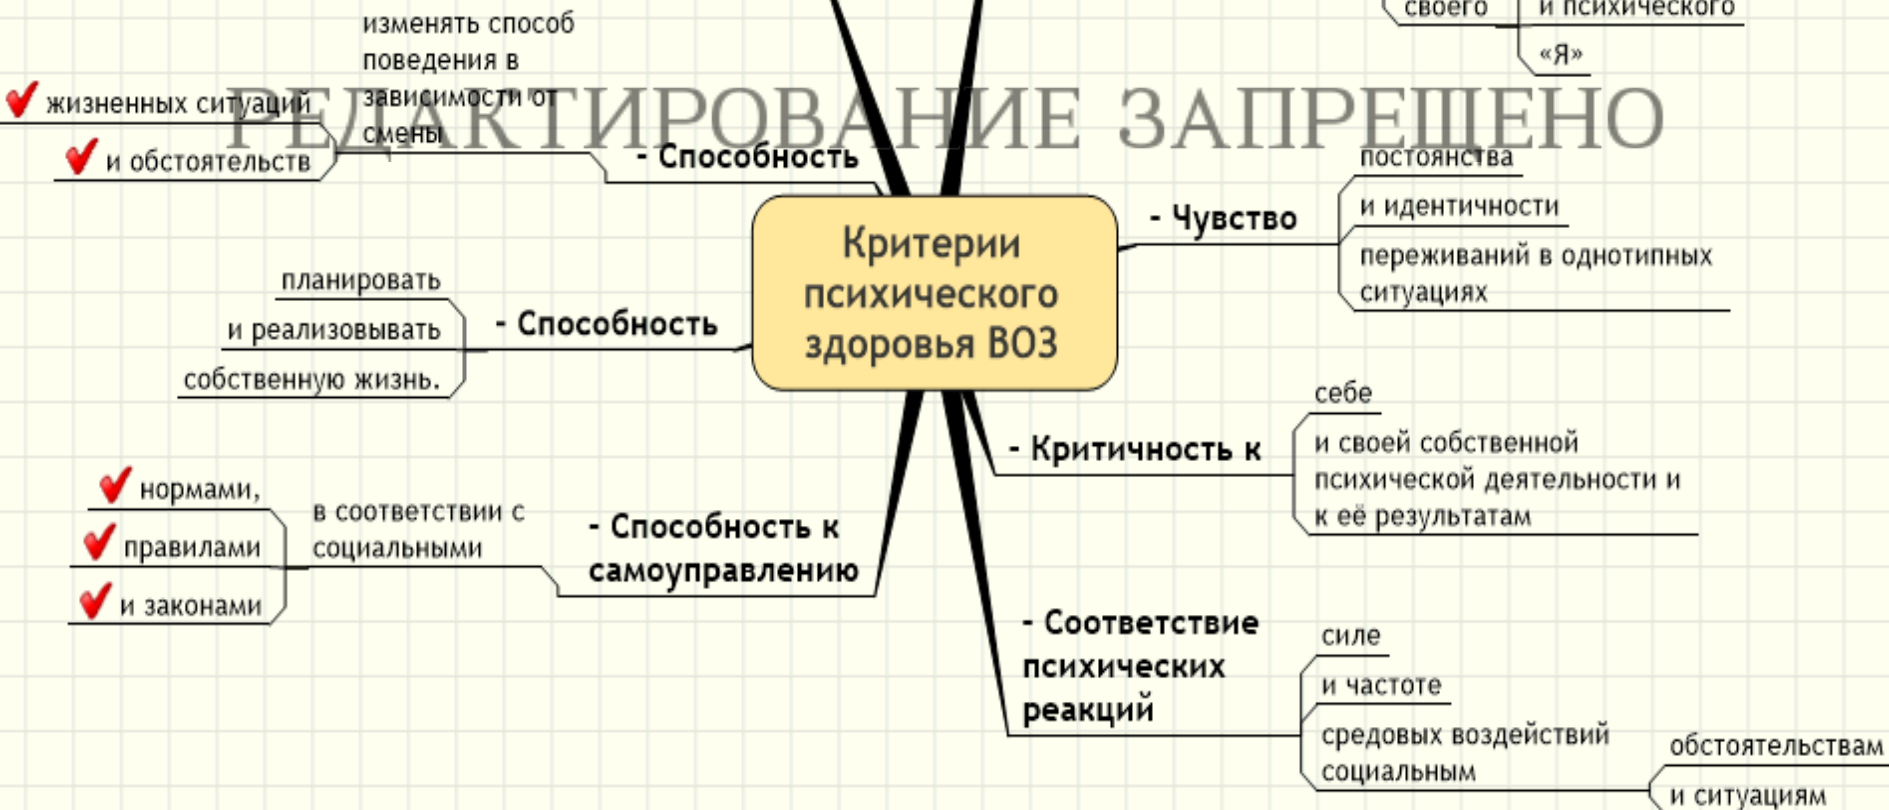 изменять способ
поведения в
зависимости от
смены
жизненных ситуаций
и обстоятельств
- Способность
РЕДАКТИРОВАНИЕ ЗАПРЕЩЕНО
своего
и психического
«Я»
Критерии
психического
здоровья ВОЗ
- Чувство
постоянства
и идентичности
переживаний в однотипных
ситуациях
планировать
и реализовывать
собственную жизнь.
- Способность
- Критичность к
себе
и своей собственной
психической деятельности и
к её результатам
нормами,
правилами
и законами
в соответствии с
социальными
- Способность к
самоуправлению
- Соответствие
психических
реакций
силе
и частоте
средовых воздействий
социальным
обстоятельствам
и ситуациям